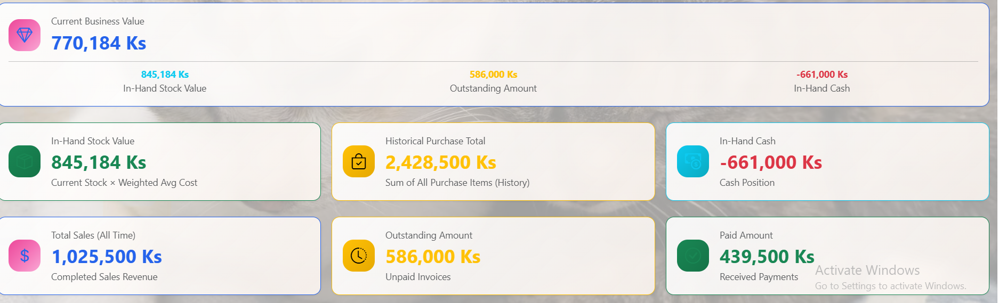 Current Business Value
770,184 Ks
845,184 Ks
In-Hand Stock Value
586,000 Ks
Outstanding Amount
-661,000 Ks
In-Hand Cash
In-Hand Stock Value
845,184 Ks
Current Stock × Weighted Avg Cost
Historical Purchase Total
2,428,500 Ks
Sum of All Purchase Items (History)
In-Hand Cash
-661,000 Ks
Cash Position
Total Sales (All Time)
$
1,025,500 Ks
Completed Sales Revenue
Outstanding Amount
586,000 Ks
Unpaid Invoices
Paid Amount
439,500 Ks
Received Payments
Activate Windows
Go to Settings to activate Windows.